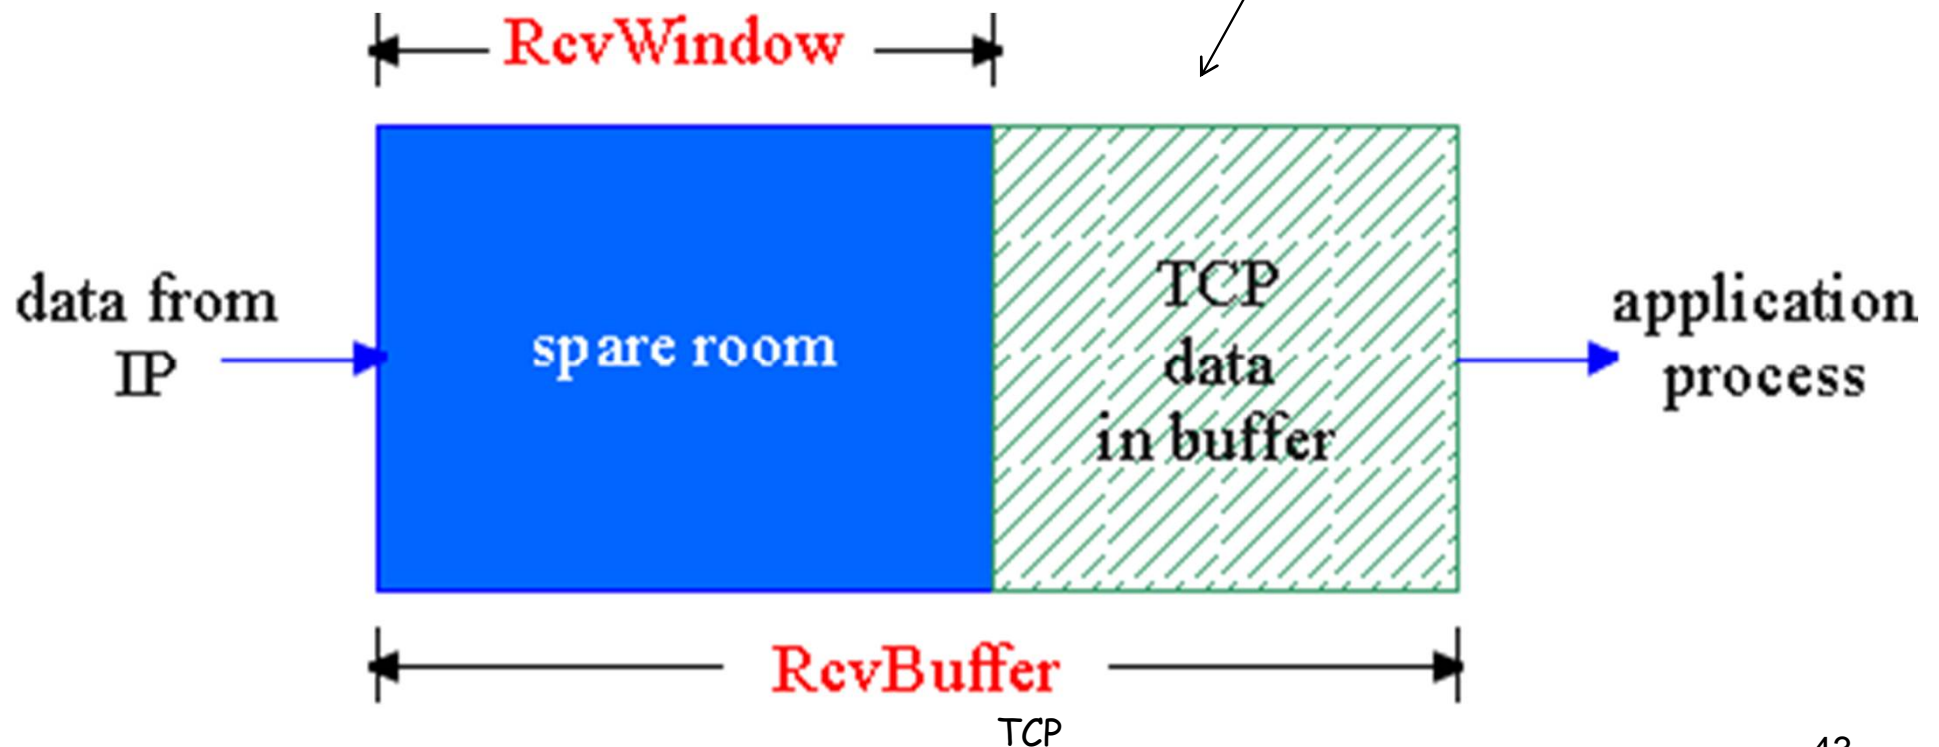 RcvWindow
data from
IP
spare room
TCP
data
in buffer
application
process
RcvBuffer
TCP